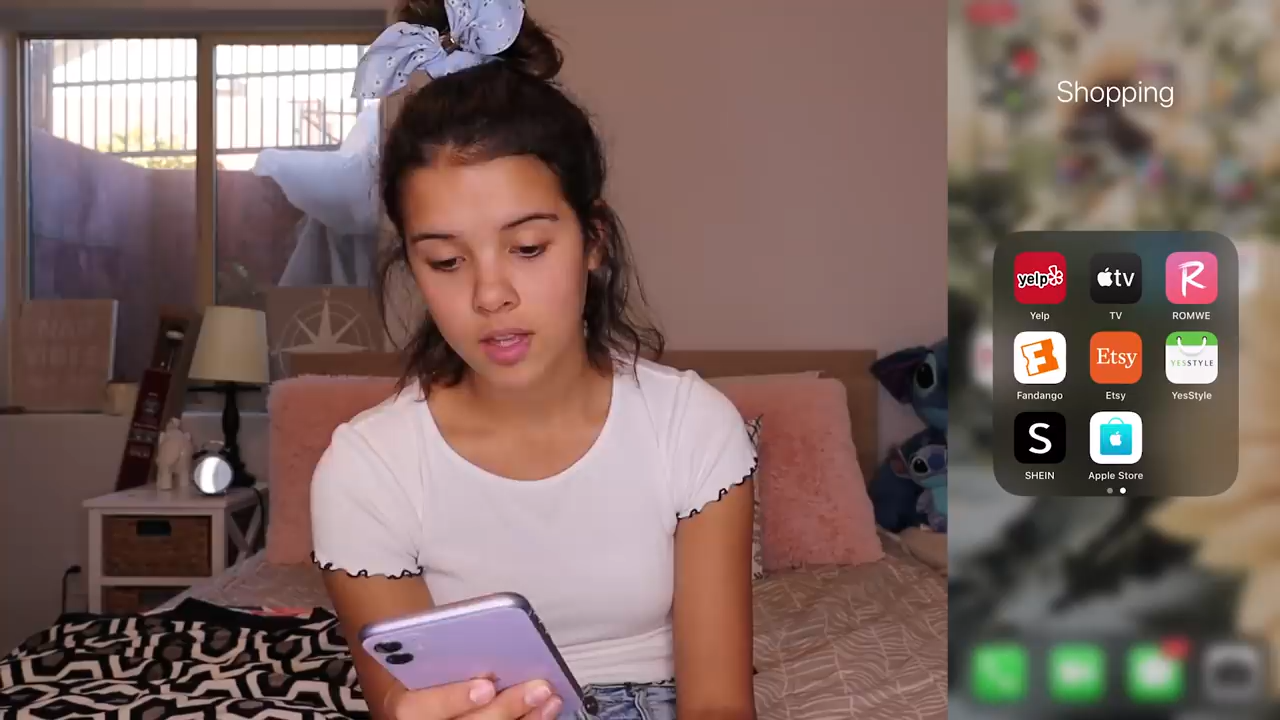 Shopping
yelp
tv
R
Yelp
TV
ROMWE
Etsy
YESSTYLE
Fandango
Etsy
YesStyle
S
SHEIN
Apple Store